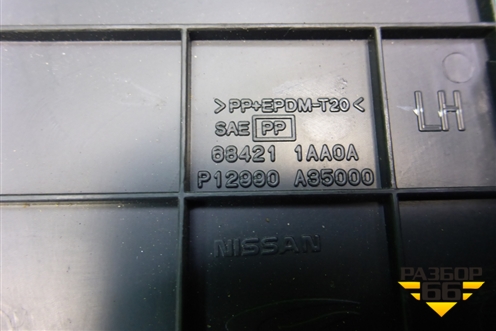 >PP+EPDM-T20<
SAE PP
LH
68421 1AA0A
P12990 A35000
NISSAN
РАЗБОР
66